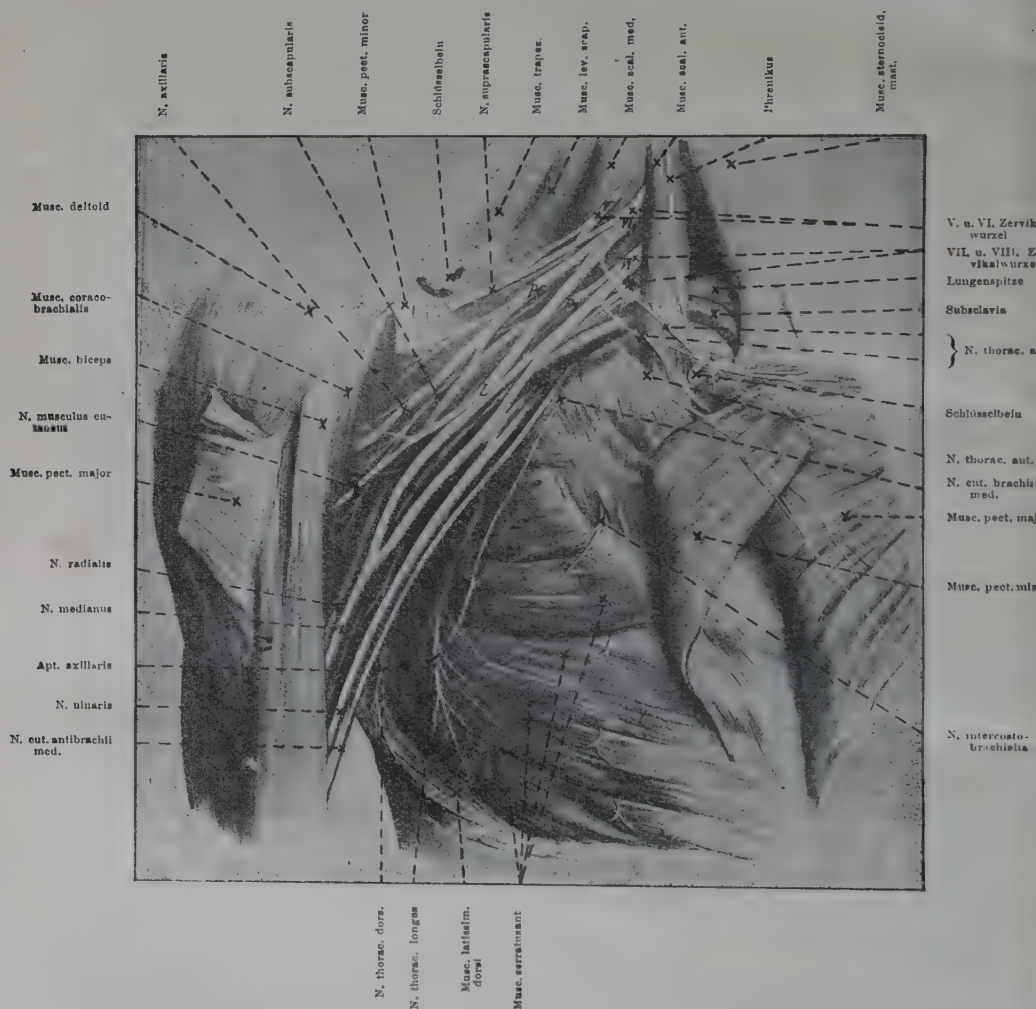 N. axillaris
N. subscapularis
Musc. pect. minor
Schlüsselbein
N. suprascapularis
Musc. trapez.
Musc. lev. scap.
Musc. scal. med.
Musc. scal. ant.
Phrenikus
Musc. sternocleid.
mast.
Musc. deltoid
Musc. coraco-
brachialis
Musc. biceps
N. musculus cu-
taneus
Musc. pect. major
N. radialis
N. medianus
Apt. axillaris
N. ulnaris
N. cut. antibrachii
med.
V. u. VI. Zervik
wurzel
VII. u. VIII. Z
vikalwurze
Lungenspitze
Subclavia
N. thorac. a
Schlüsselbein
N. thorac. ant.
N. cut. brachii
med.
Musc. pect. maj
Musc. pect. min
N. intercosto-
brachialis
N. thorac. dors.
N. thorac. longus
Musc. latissim.
dorsi
Musc. serratus ant